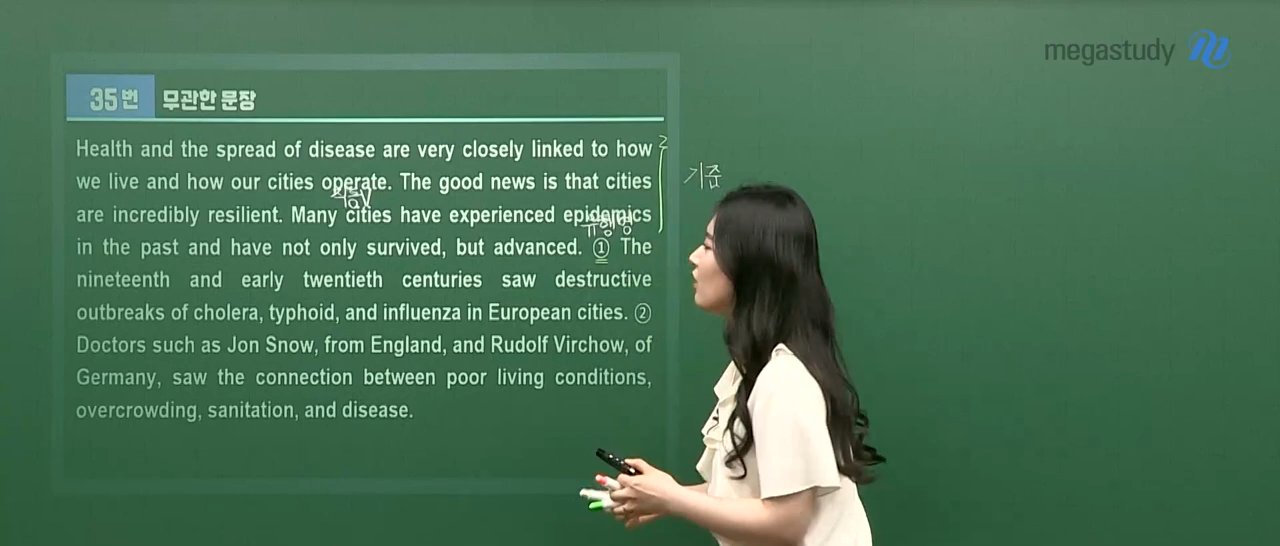 megastudy
35번 무관한 문장
Health and the spread of disease are very closely linked to how
we live and how our cities operate. The good news is that cities
작동V
are incredibly resilient. Many cities have experienced epidemics
유행병
in the past and have not only survived, but advanced. ① The
nineteenth and early twentieth centuries saw destructive
outbreaks of cholera, typhoid, and influenza in European cities. ②
Doctors such as Jon Snow, from England, and Rudolf Virchow, of
Germany, saw the connection between poor living conditions,
overcrowding, sanitation, and disease.
기준